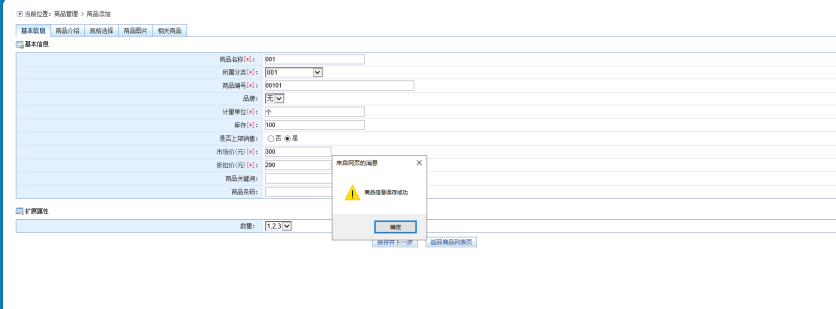 当前位置：商品管理 > 商品添加
基本信息 商品介绍 规格选择 商品图片 相关商品
基本信息
商品名称[*]： 001
所属分类[*]： 001
商品编号[*]： 00101
品牌： 无
计量单位[*]： 个
库存[*]： 100
是否上架销售： 否 是
市场价(元)[*]： 300
折扣价(元)[*]： 290
商品关键词：
商品条码：
来自网页的消息
商品信息保存成功
确定
扩展属性
数量： 1,2,3
保存并下一步 返回商品列表页